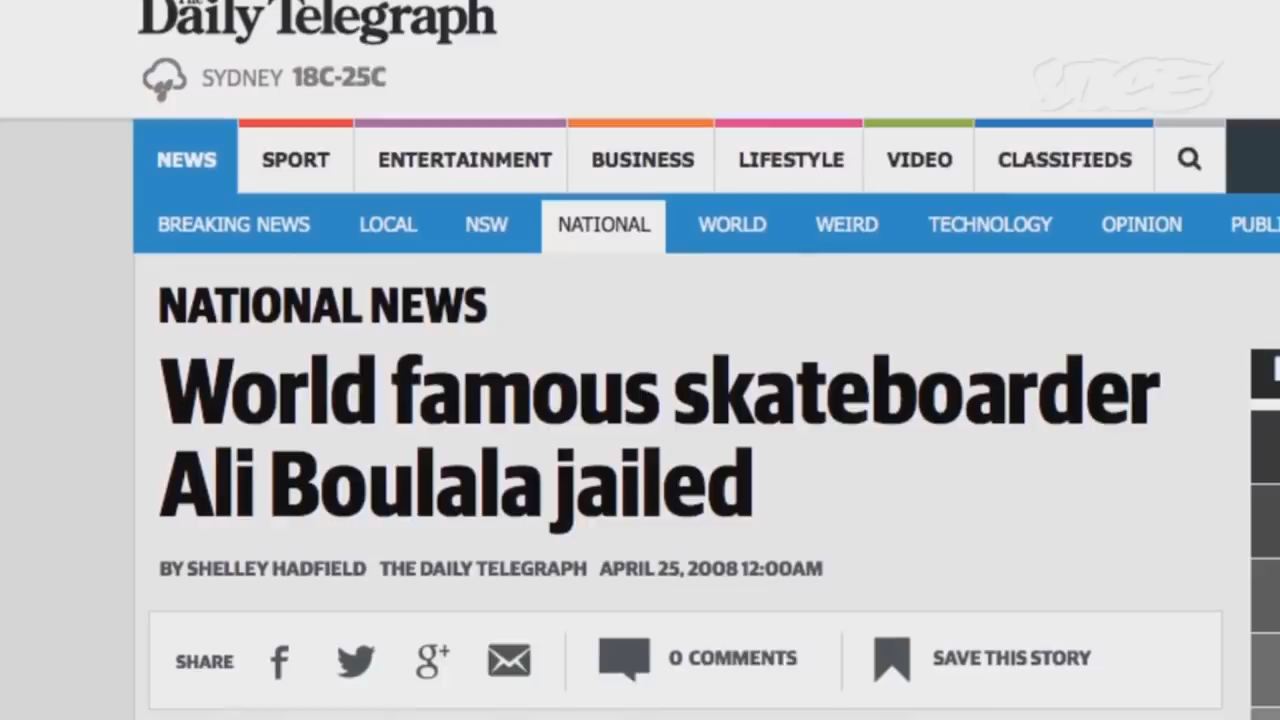 The Daily Telegraph
SYDNEY 18C-25C
VICE
NEWS SPORT ENTERTAINMENT BUSINESS LIFESTYLE VIDEO CLASSIFIEDS
BREAKING NEWS LOCAL NSW NATIONAL WORLD WEIRD TECHNOLOGY OPINION
NATIONAL NEWS
World famous skateboarder
Ali Boulala jailed
BY SHELLEY HADFIELD THE DAILY TELEGRAPH APRIL 25, 2008 12:00AM
SHARE f g+ 0 COMMENTS SAVE THIS STORY